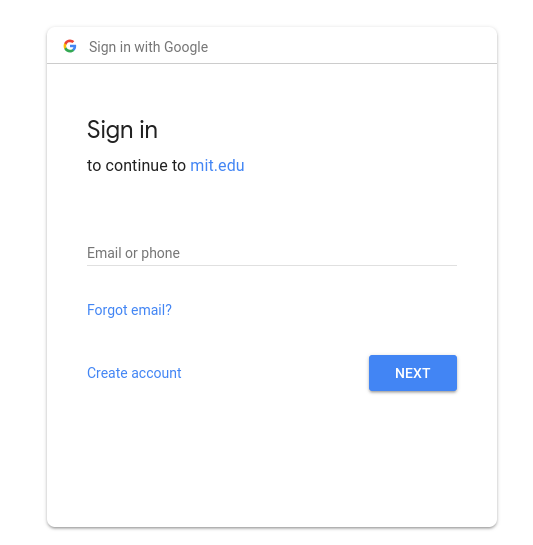 Sign in with Google
Sign in
to continue to mit.edu
Email or phone
Forgot email?
Create account
NEXT